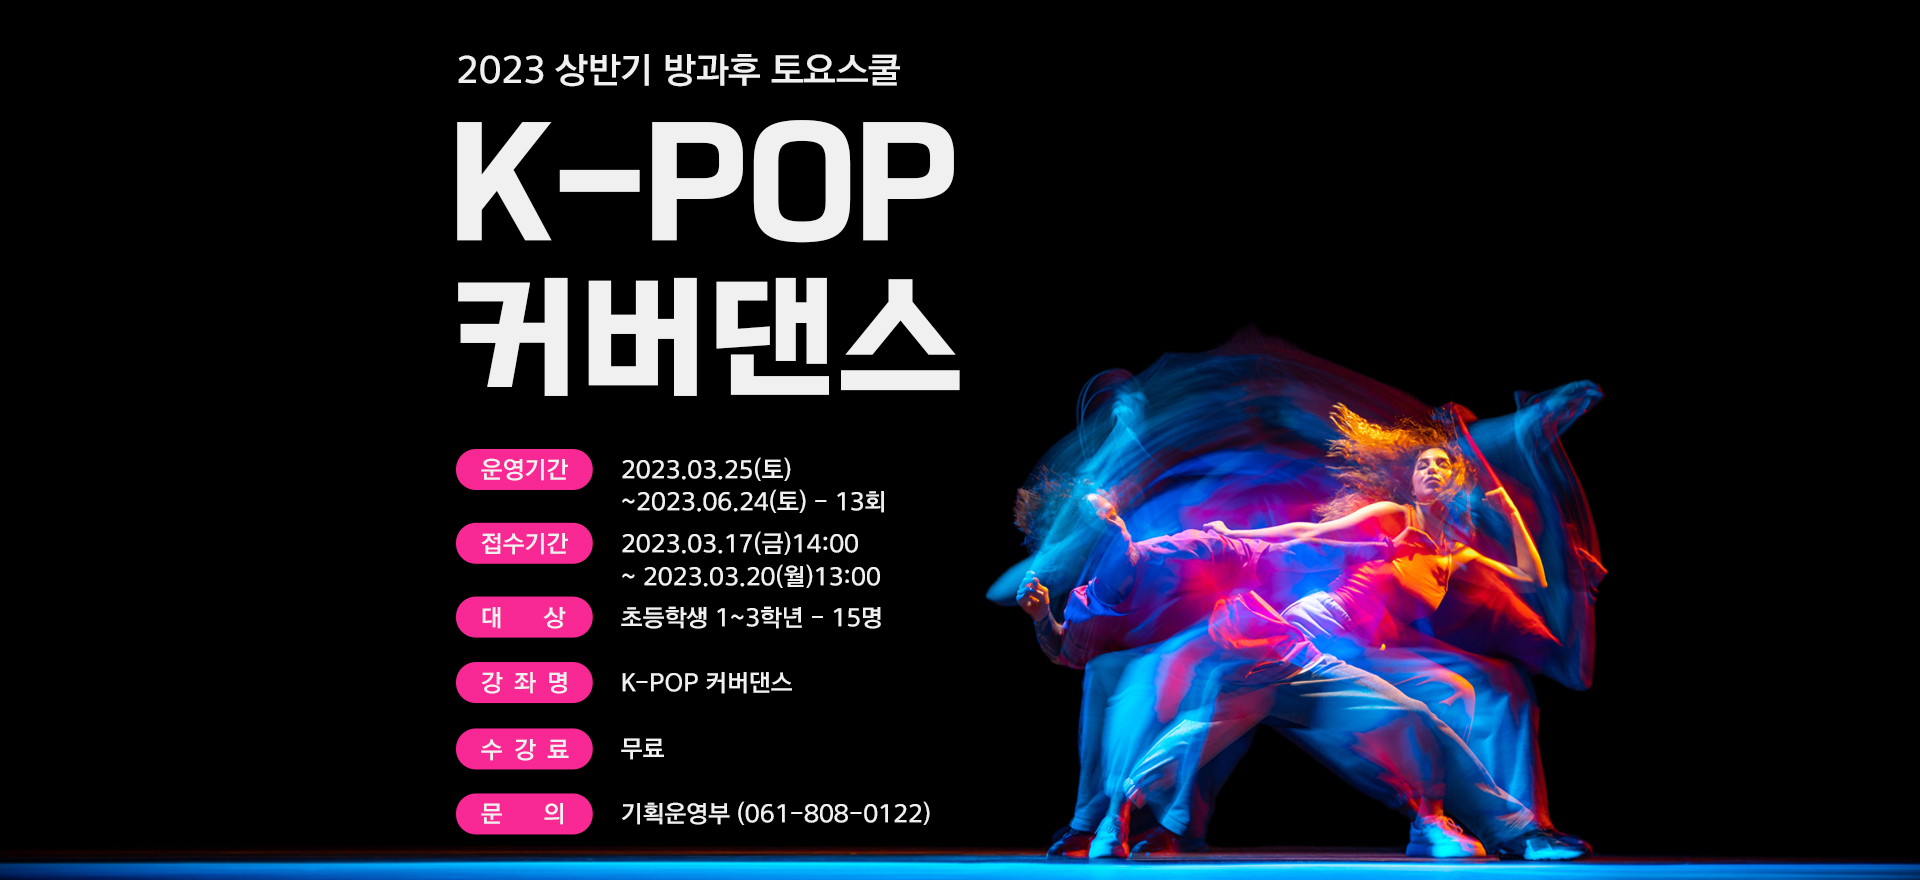 2023 상반기 방과후 토요스쿨
K-POP
커버댄스
운영기간 2023.03.25(토)
~2023.06.24(토) - 13회
접수기간 2023.03.17(금)14:00
~ 2023.03.20(월)13:00
대 상 초등학생 1~3학년 - 15명
강 좌 명 K-POP 커버댄스
수 강 료 무료
문 의 기획운영부 (061-808-0122)